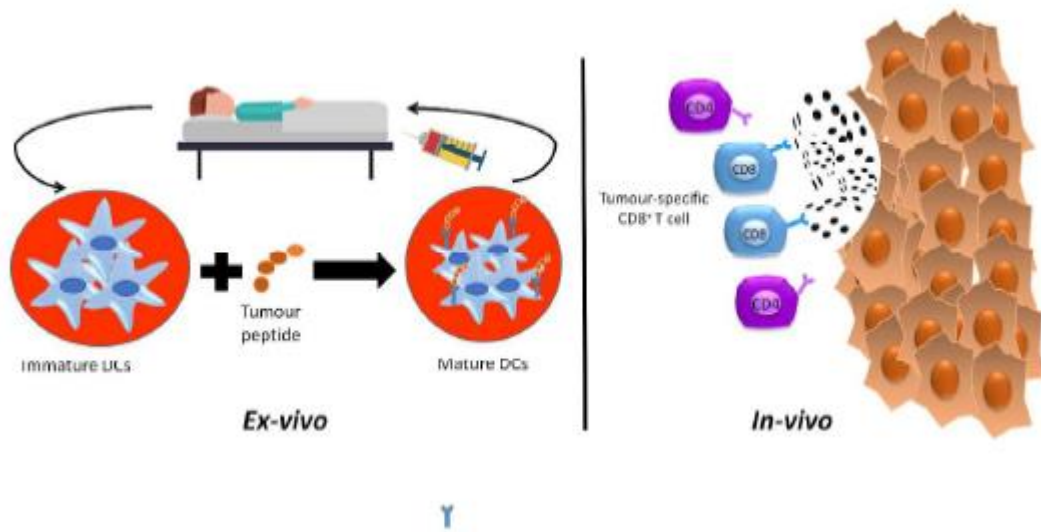 CD4
CD8
Tumour-specific
CD8⁺ T cell
CD8
CD4
Tumour
peptide
Immature DCs
Mature DCs
Ex-vivo
In-vivo